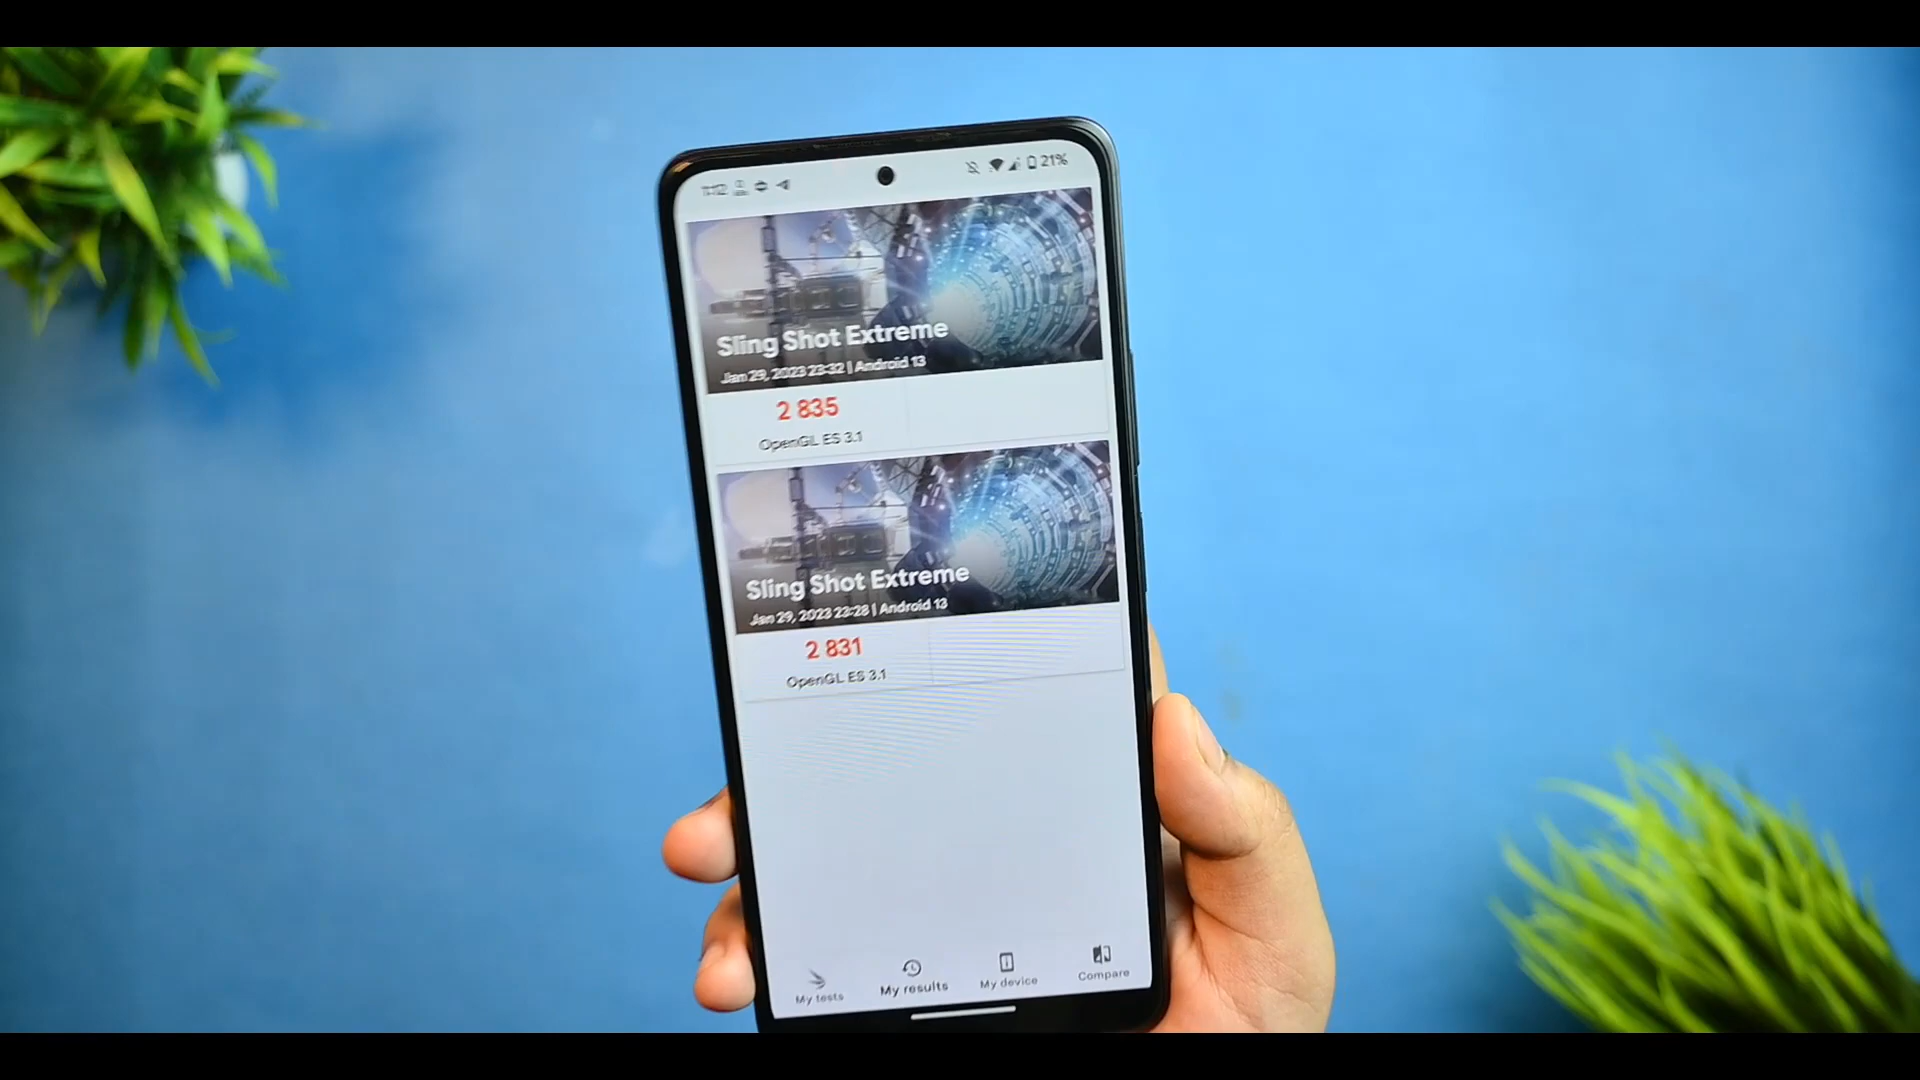 1:12 21%
Sling Shot Extreme
Jan 29, 2023 23:32 | Android 13
2 835
OpenGL ES 3.1
Sling Shot Extreme
Jan 29, 2023 23:28 | Android 13
2 831
OpenGL ES 3.1
My tests My results My device Compare